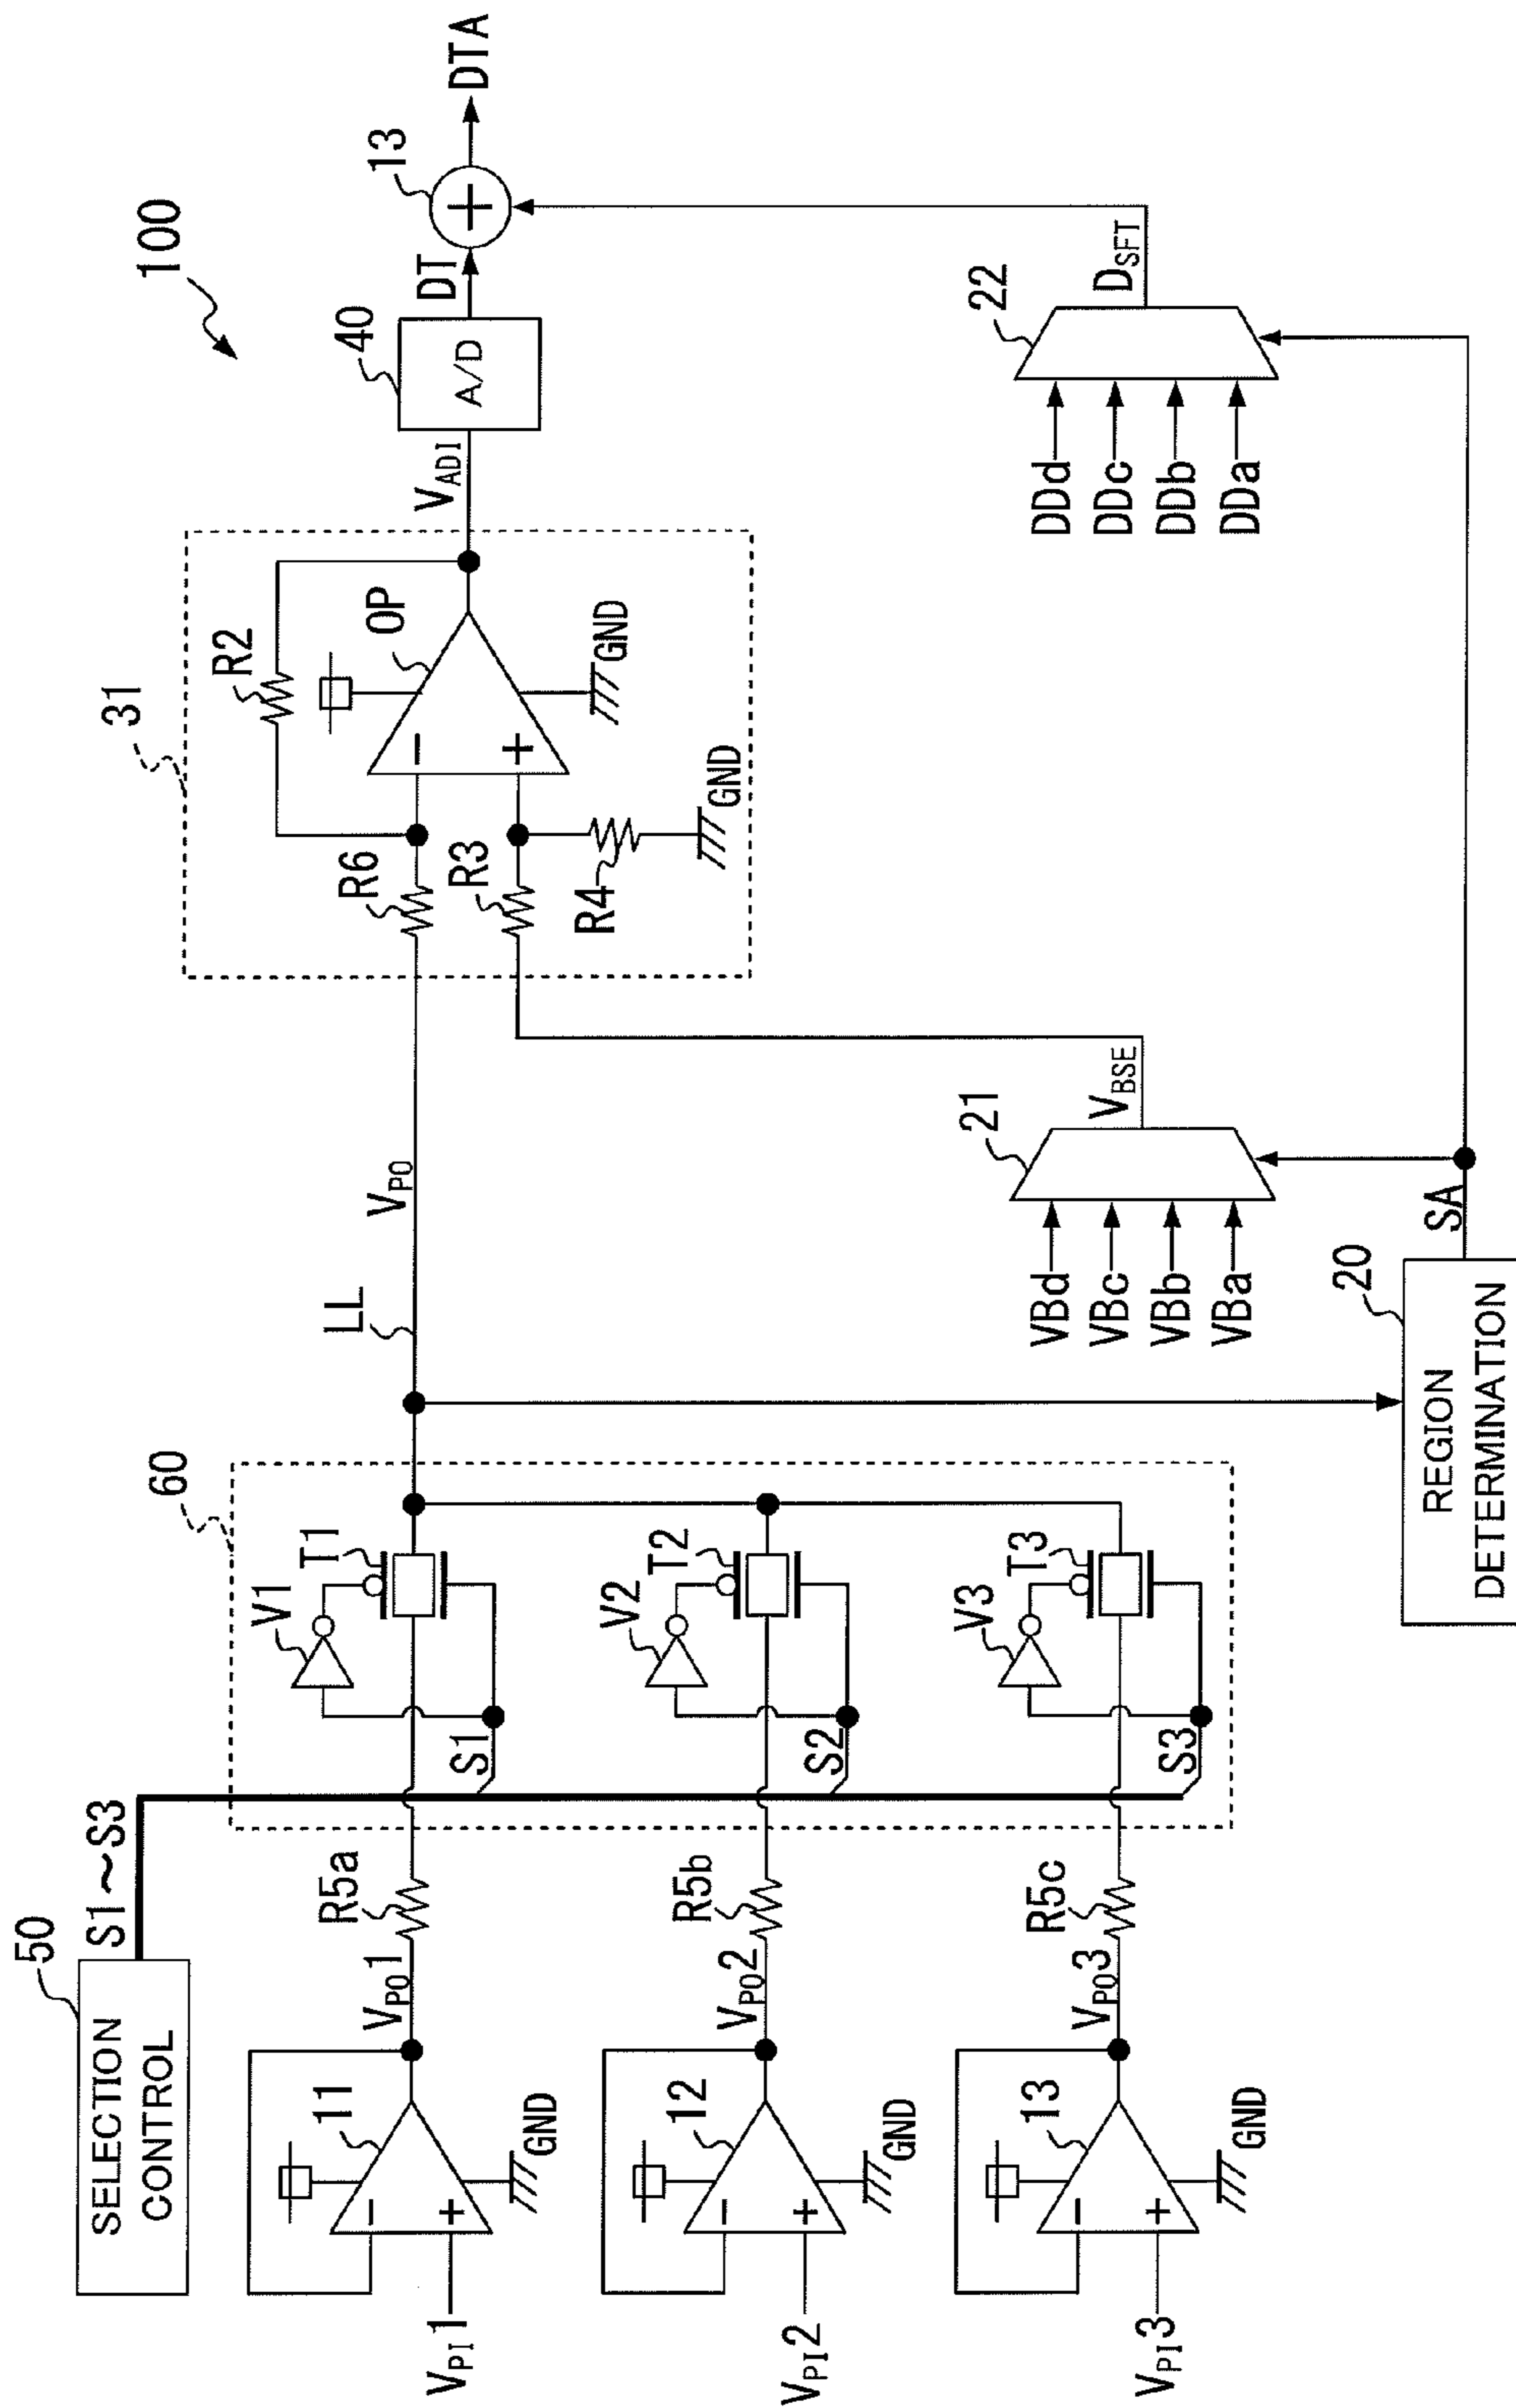 100
SELECTION
CONTROL
50
S1~S3
VPI1
11
GND
VPO1
R5a
VPI2
12
GND
VPO2
R5b
VPI3
13
GND
VPO3
R5c
60
V1
T1
S1
V2
T2
S2
V3
T3
S3
LL
VPO
REGION
DETERMINATION
20
SA
VBd
VBc
VBb
VBa
21
VBSE
31
R6
R2
R3
R4
GND
OP
GND
VADI
40
A/D
DT
13
DTA
DDd
DDc
DDb
DDa
22
DSFT